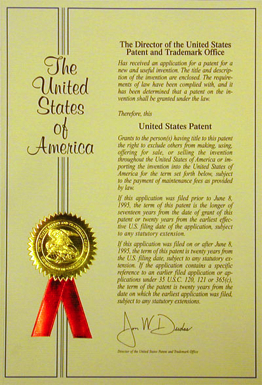 The
United
States
of
America
The Director of the United States
Patent and Trademark Office
Has received an application for a patent for a
new and useful invention. The title and descrip-
tion of the invention are enclosed. The require-
ments of law have been complied with, and it
has been determined that a patent on the in-
vention shall be granted under the law.
Therefore, this
United States Patent
Grants to the person(s) having title to this patent
the right to exclude others from making, using,
offering for sale, or selling the invention
throughout the United States of America or im-
porting the invention into the United States of
America for the term set forth below, subject
to the payment of maintenance fees as provided
by law.
If this application was filed prior to June 8,
1995, the term of this patent is the longer of
seventeen years from the date of grant of this
patent or twenty years from the earliest effec-
tive U.S. filing date of the application, subject
to any statutory extension.
If this application was filed on or after June 8,
1995, the term of this patent is twenty years from
the U.S. filing date, subject to any statutory ex-
tension. If the application contains a specific
reference to an earlier filed application or ap-
plications under 35 U.S.C. 120, 121 or 365(c),
the term of the patent is twenty years from the
date on which the earliest application was filed,
subject to any statutory extensions.
Jon W Dudas
Director of the United States Patent and Trademark Office